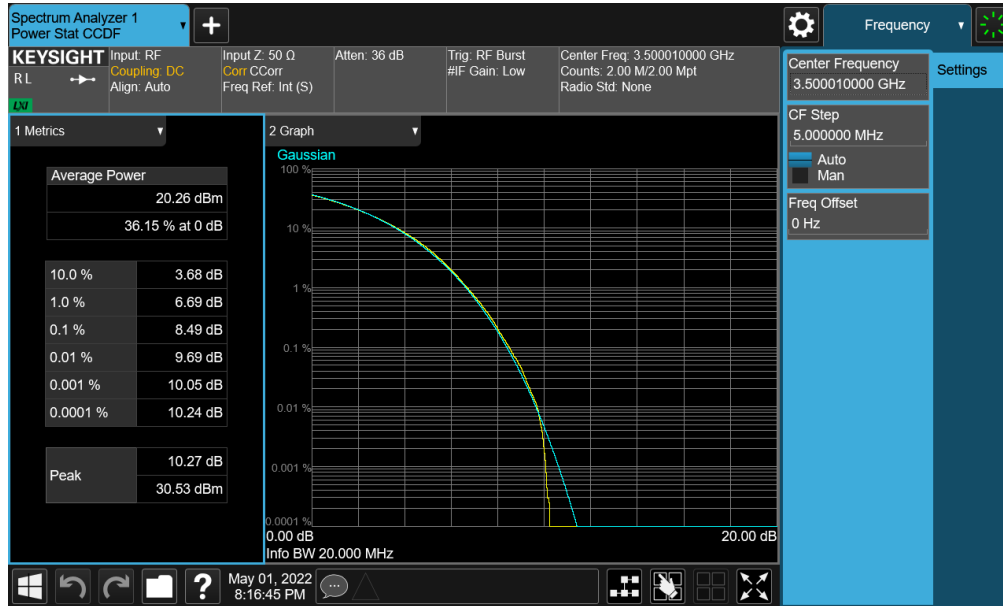 Spectrum Analyzer 1
Power Stat CCDF
+
Frequency
KEYSIGHT
R L
LXI
Input: RF
Coupling: DC
Align: Auto
Input Z: 50 Ω
Corr CCorr
Freq Ref: Int (S)
Atten: 36 dB
Trig: RF Burst
#IF Gain: Low
Center Freq: 3.500010000 GHz
Counts: 2.00 M/2.00 Mpt
Radio Std: None
Center Frequency
3.500010000 GHz
Settings
CF Step
5.000000 MHz
Auto
Man
Freq Offset
0 Hz
1 Metrics
Average Power
20.26 dBm
36.15 % at 0 dB
10.0 % 3.68 dB
1.0 % 6.69 dB
0.1 % 8.49 dB
0.01 % 9.69 dB
0.001 % 10.05 dB
0.0001 % 10.24 dB
Peak
10.27 dB
30.53 dBm
2 Graph
Gaussian
100 %
10 %
1 %
0.1 %
0.01 %
0.001 %
0.0001 %
0.00 dB 20.00 dB
Info BW 20.000 MHz
?
May 01, 2022
8:16:45 PM